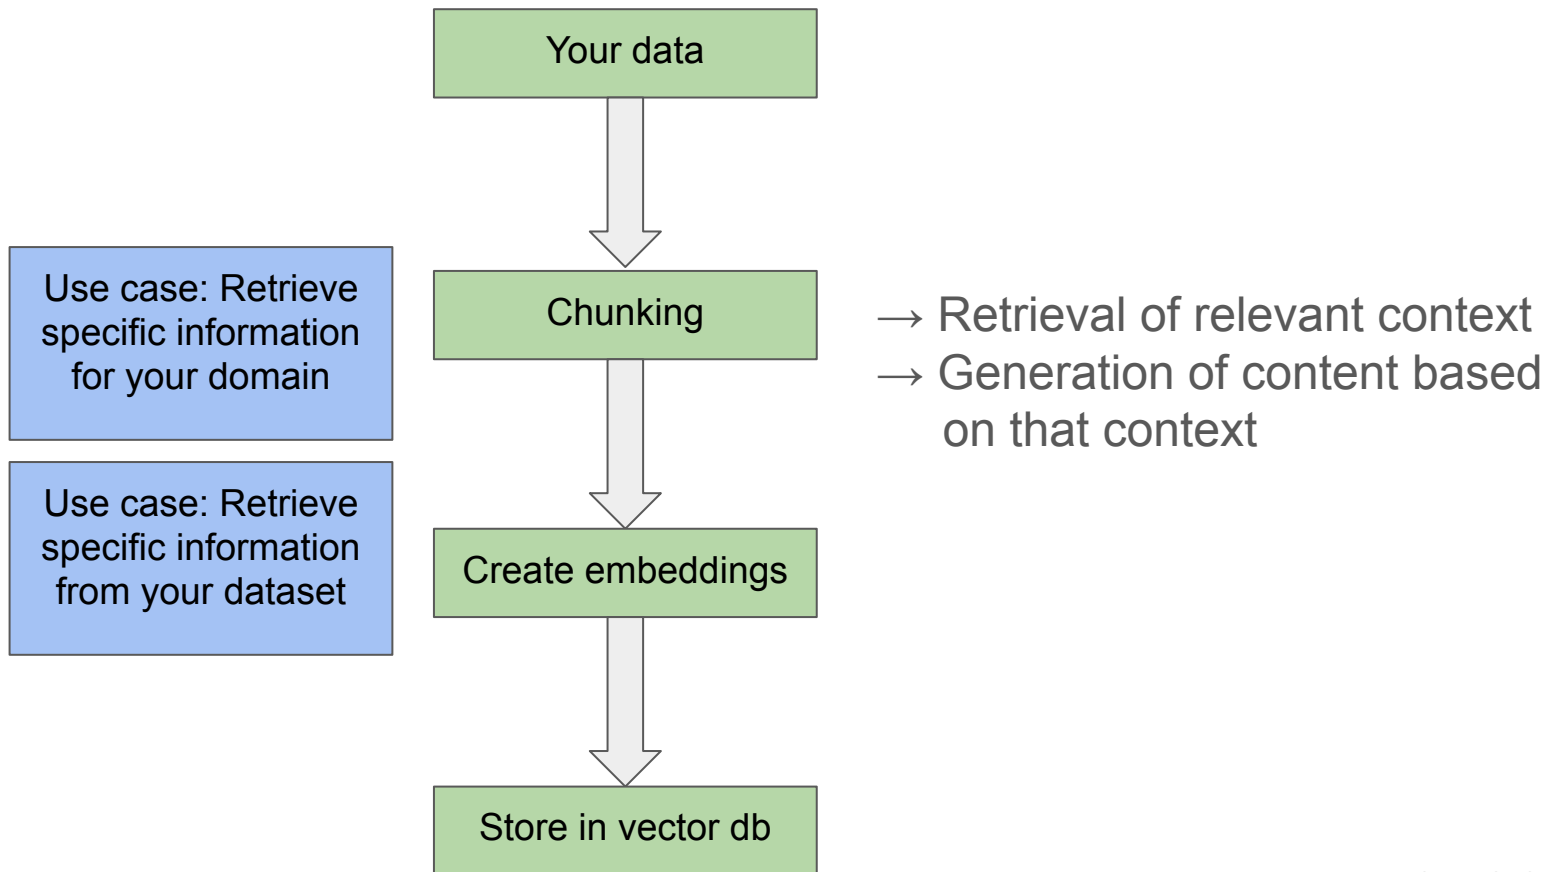 Your data
Use case: Retrieve
specific information
for your domain
Chunking
→ Retrieval of relevant context
→ Generation of content based
on that context
Use case: Retrieve
specific information
from your dataset
Create embeddings
Store in vector db